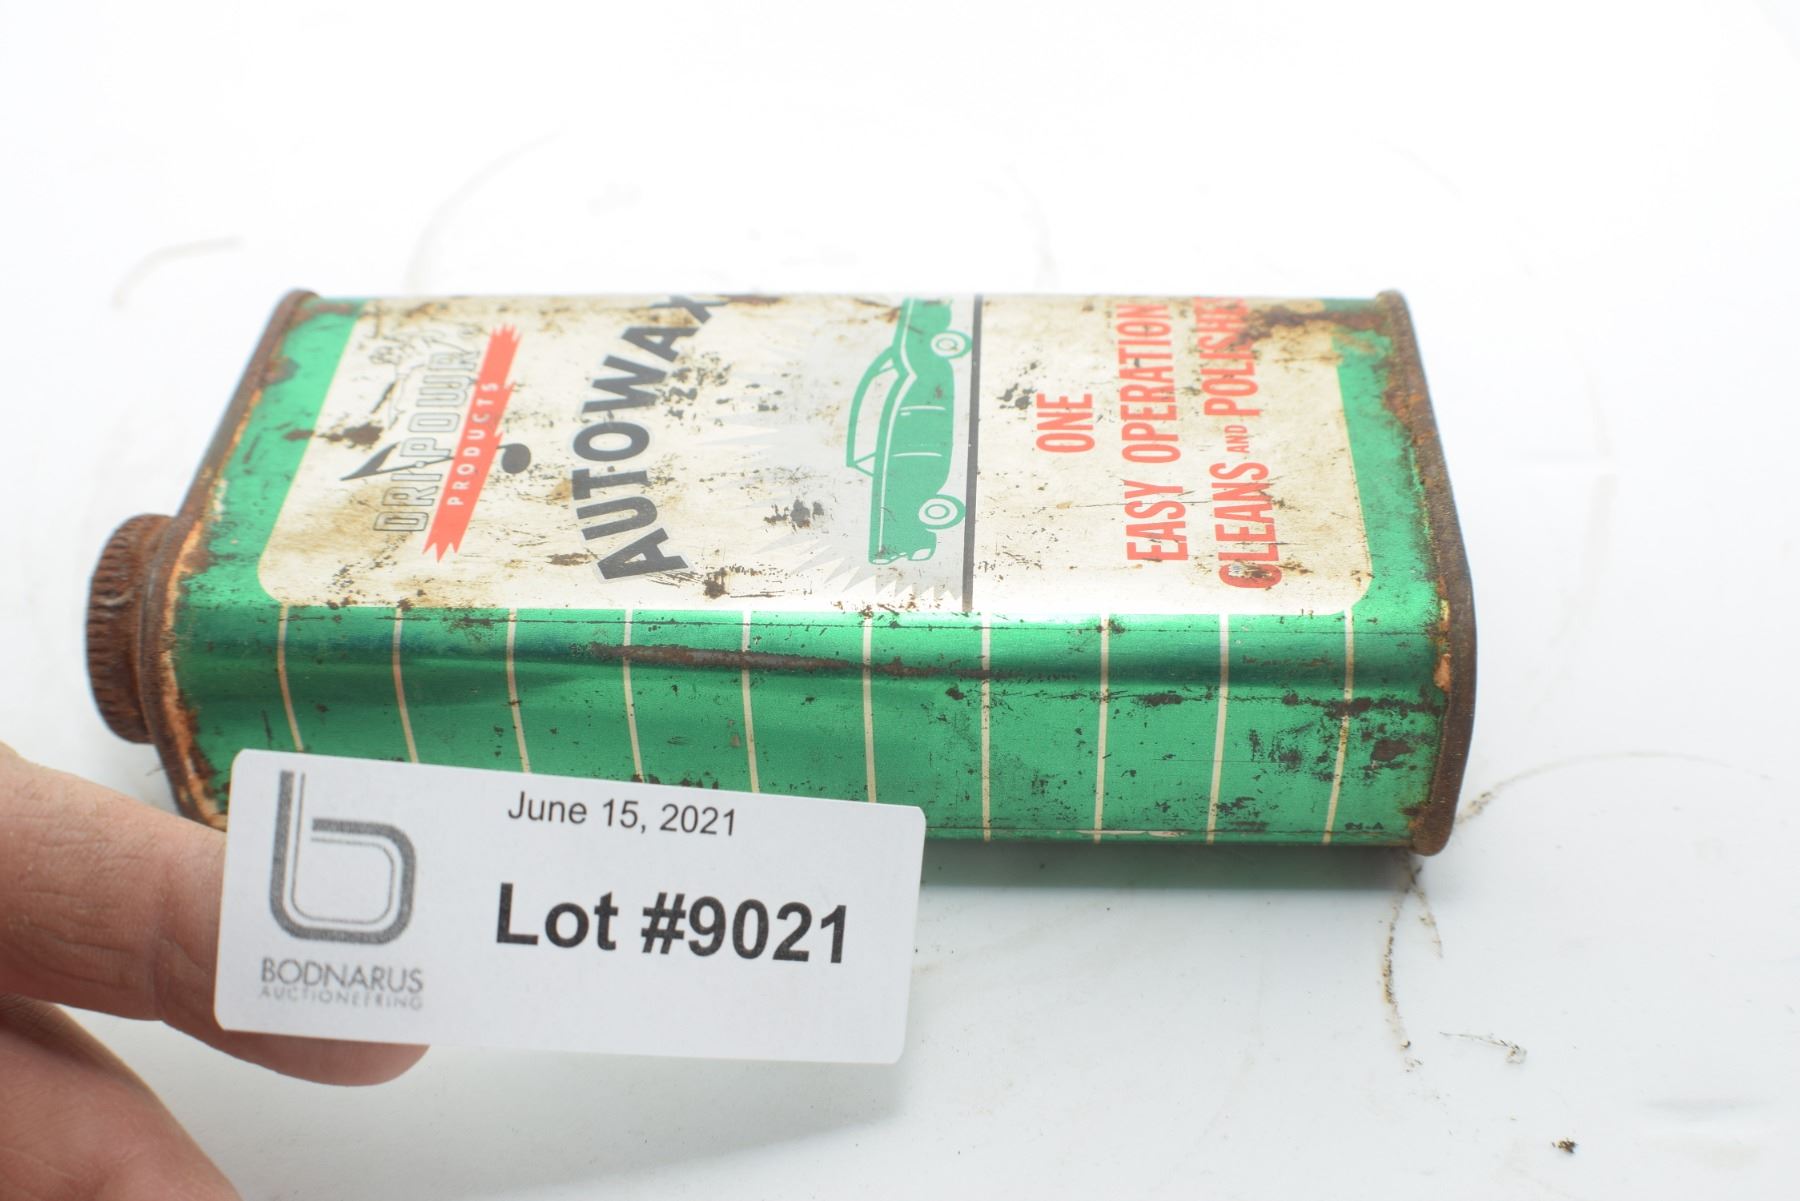 DRI-POWR
PRODUCTS
AUTOWAX
ONE
EASY OPERATION
CLEANS AND POLISHES
June 15, 2021
Lot #9021
BODNARUS
AUCTIONEERING